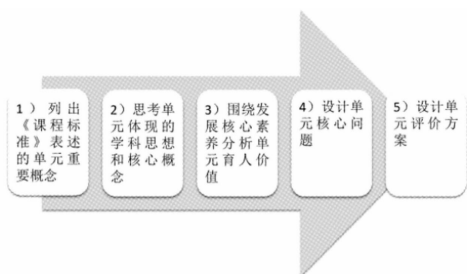 1）列出
《课程标
准》表述
的单元重
要概念
2）思考单
元体现的
学科思想
和核心概
念
3）围绕发
展核心素
养分析单
元育人价
值
4）设计单
元核心问
题
5）设计单
元评价方
案